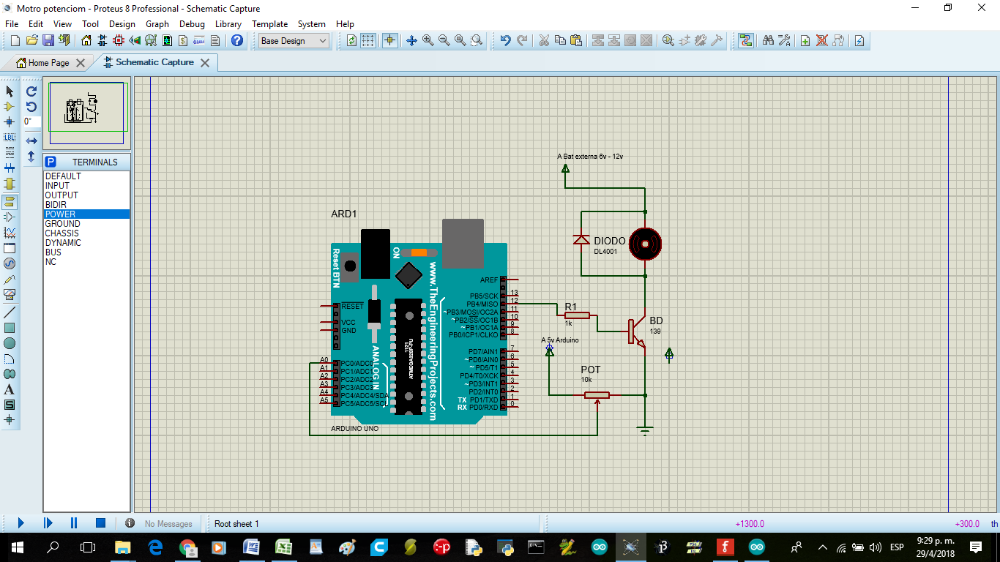 Motro potenciom - Proteus 8 Professional - Schematic Capture
File Edit View Tool Design Graph Debug Library Template System Help
Base Design
Home Page
Schematic Capture
0°
LBL
A
S
P TERMINALS
DEFAULT
INPUT
OUTPUT
BIDIR
POWER
GROUND
CHASSIS
DYNAMIC
BUS
NC
A Bat externa 6v - 12v
ARD1
DIODO
DL4001
ON
Reset BTN
www.TheEngineeringProjects.com
AREF
13
PB5/SCK
12
PB4/MISO
11
~PB3/MOSI/OC2A
10
~PB2/SS/OC1B
9
~PB1/OC1A
8
PB0/ICP1/CLKO
RESET
VCC
GND
R1
1k
BD
139
A 5v Arduino
ANALOG IN
1121
ATMEGA328P-PU
7
PD7/AIN1
6
~PD6/AIN0
5
~PD5/T1
4
PD4/T0/XCK
3
~PD3/INT1
2
PD2/INT0
1
TX PD1/TXD
0
RX PD0/RXD
A0
PC0/ADC0
A1
PC1/ADC1
A2
PC2/ADC2
A3
PC3/ADC3
A4
PC4/ADC4/SDA
A5
PC5/ADC5/SCL
POT
10k
ARDUINO UNO
No Messages
Root sheet 1
+1300.0
+300.0 th
ESP
9:29 p. m.
29/4/2018